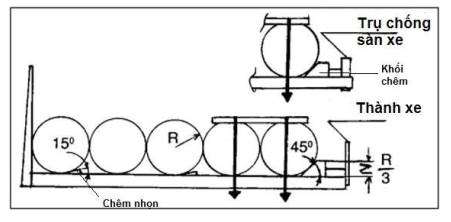 Trụ chống
sàn xe
Khối
chêm
Thành xe
15⁰
R
45⁰
R
3
Chêm nhọn